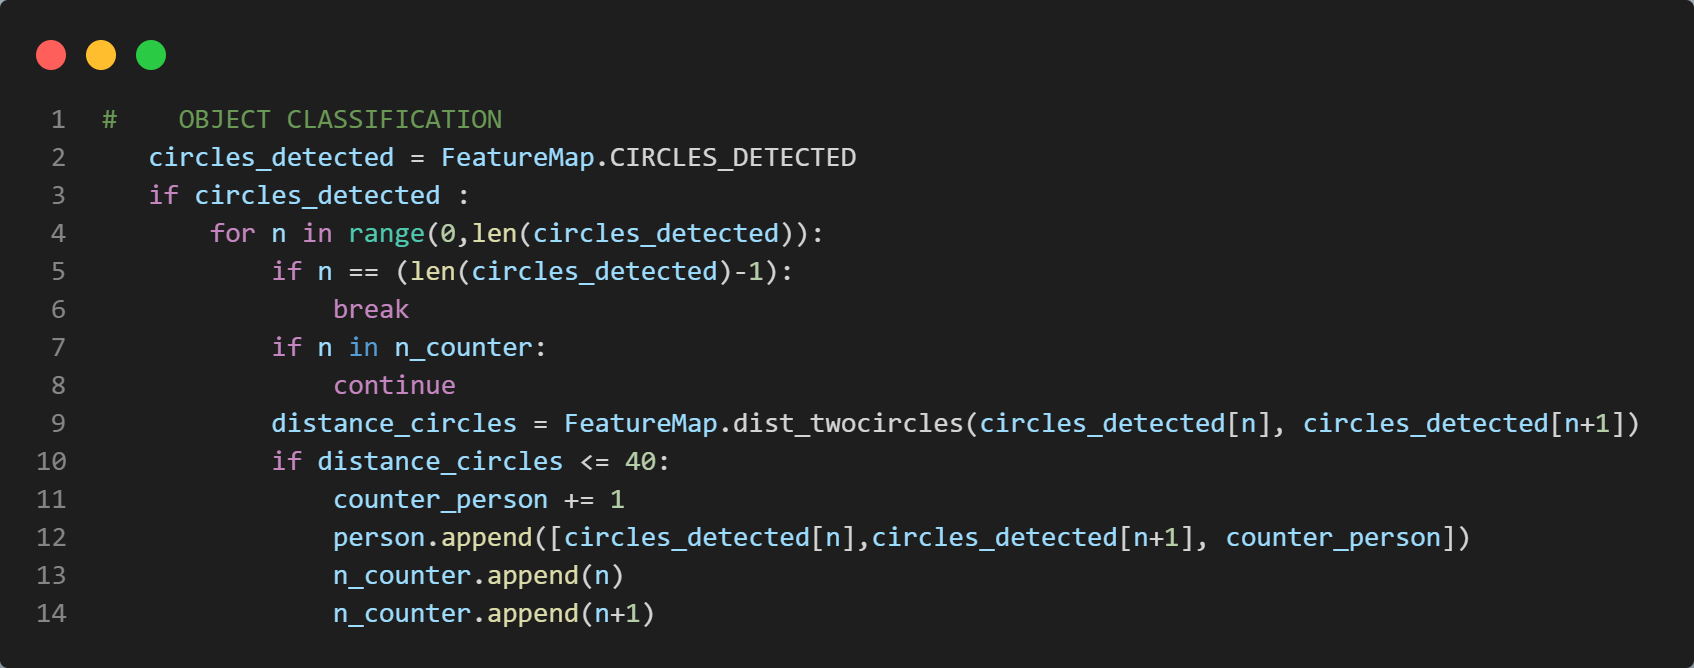 1 #    OBJECT CLASSIFICATION
2    circles_detected = FeatureMap.CIRCLES_DETECTED
3    if circles_detected :
4        for n in range(0,len(circles_detected)):
5            if n == (len(circles_detected)-1):
6                break
7            if n in n_counter:
8                continue
9            distance_circles = FeatureMap.dist_twocircles(circles_detected[n], circles_detected[n+1])
10            if distance_circles <= 40:
11                counter_person += 1
12                person.append([circles_detected[n],circles_detected[n+1], counter_person])
13                n_counter.append(n)
14                n_counter.append(n+1)